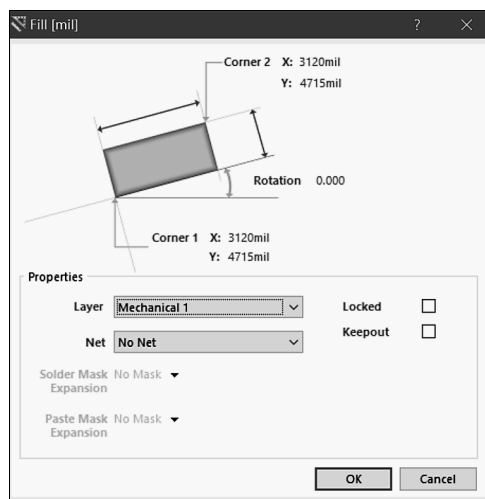 Fill [mil] ? ×
Corner 2 X: 3120mil
Y: 4715mil
Rotation 0.000
Corner 1 X: 3120mil
Y: 4715mil
Properties
Layer Mechanical 1 Locked
Net No Net Keepout
Solder Mask Expansion No Mask
Paste Mask Expansion No Mask
OK Cancel